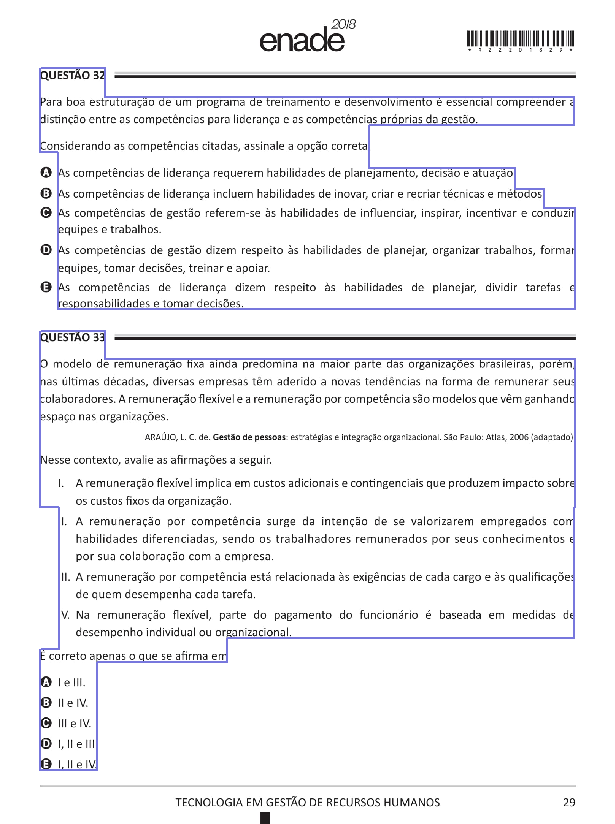 enade2018
*R2220182 9*
QUESTÃO 32
Para boa estruturação de um programa de treinamento e desenvolvimento é essencial compreender a
distinção entre as competências para liderança e as competências próprias da gestão.
Considerando as competências citadas, assinale a opção correta
A As competências de liderança requerem habilidades de planejamento, decisão e atuação
B As competências de liderança incluem habilidades de inovar, criar e recriar técnicas e métodos
C As competências de gestão referem-se às habilidades de influenciar, inspirar, incentivar e conduzir
equipes e trabalhos.
D As competências de gestão dizem respeito às habilidades de planejar, organizar trabalhos, formar
equipes, tomar decisões, treinar e apoiar.
E As competências de liderança dizem respeito às habilidades de planejar, dividir tarefas e
responsabilidades e tomar decisões.
QUESTÃO 33
O modelo de remuneração fixa ainda predomina na maior parte das organizações brasileiras, porém,
nas últimas décadas, diversas empresas têm aderido a novas tendências na forma de remunerar seus
colaboradores. A remuneração flexível e a remuneração por competência são modelos que vêm ganhando
espaço nas organizações.
ARAÚJO, L. C. de. Gestão de pessoas: estratégias e integração organizacional. São Paulo: Atlas, 2006 (adaptado)
Nesse contexto, avalie as afirmações a seguir.
I. A remuneração flexível implica em custos adicionais e contingenciais que produzem impacto sobre
os custos fixos da organização.
I. A remuneração por competência surge da intenção de se valorizarem empregados com
habilidades diferenciadas, sendo os trabalhadores remunerados por seus conhecimentos e
por sua colaboração com a empresa.
II. A remuneração por competência está relacionada às exigências de cada cargo e às qualificações
de quem desempenha cada tarefa.
V. Na remuneração flexível, parte do pagamento do funcionário é baseada em medidas de
desempenho individual ou organizacional.
É correto apenas o que se afirma em
A I e III.
B II e IV.
C III e IV.
D I, II e III
E I, II e IV.
TECNOLOGIA EM GESTÃO DE RECURSOS HUMANOS 29